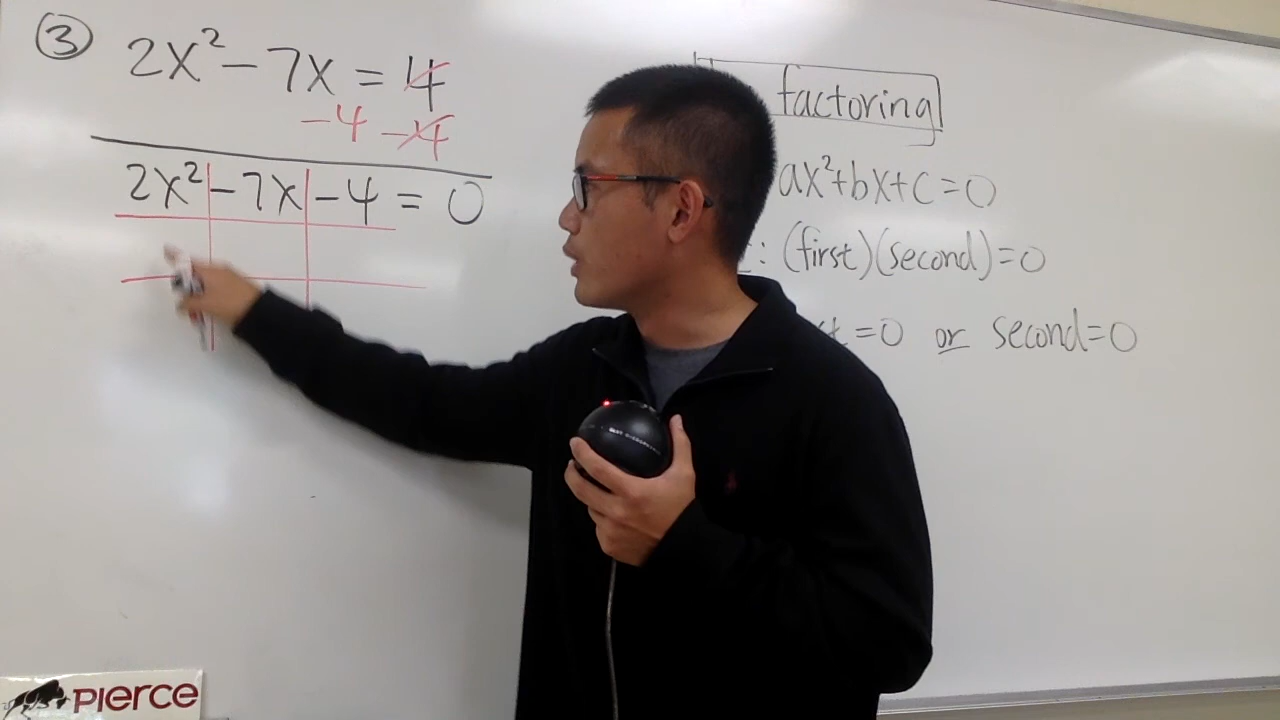 ③ 2x² - 7x = 4
-4 -4
2x² - 7x - 4 = 0
factoring
ax²+bx+c=0
: (first)(second)=0
=0 or second=0
PIERCE